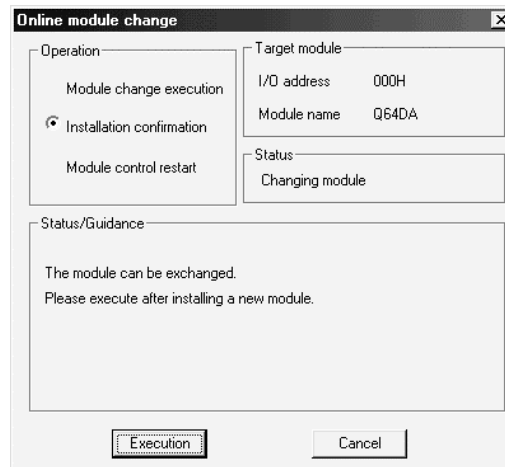 Online module change
Operation
Module change execution
Installation confirmation
Module control restart
Target module
I/O address 000H
Module name Q64DA
Status
Changing module
Status/Guidance
The module can be exchanged.
Please execute after installing a new module.
Execution
Cancel